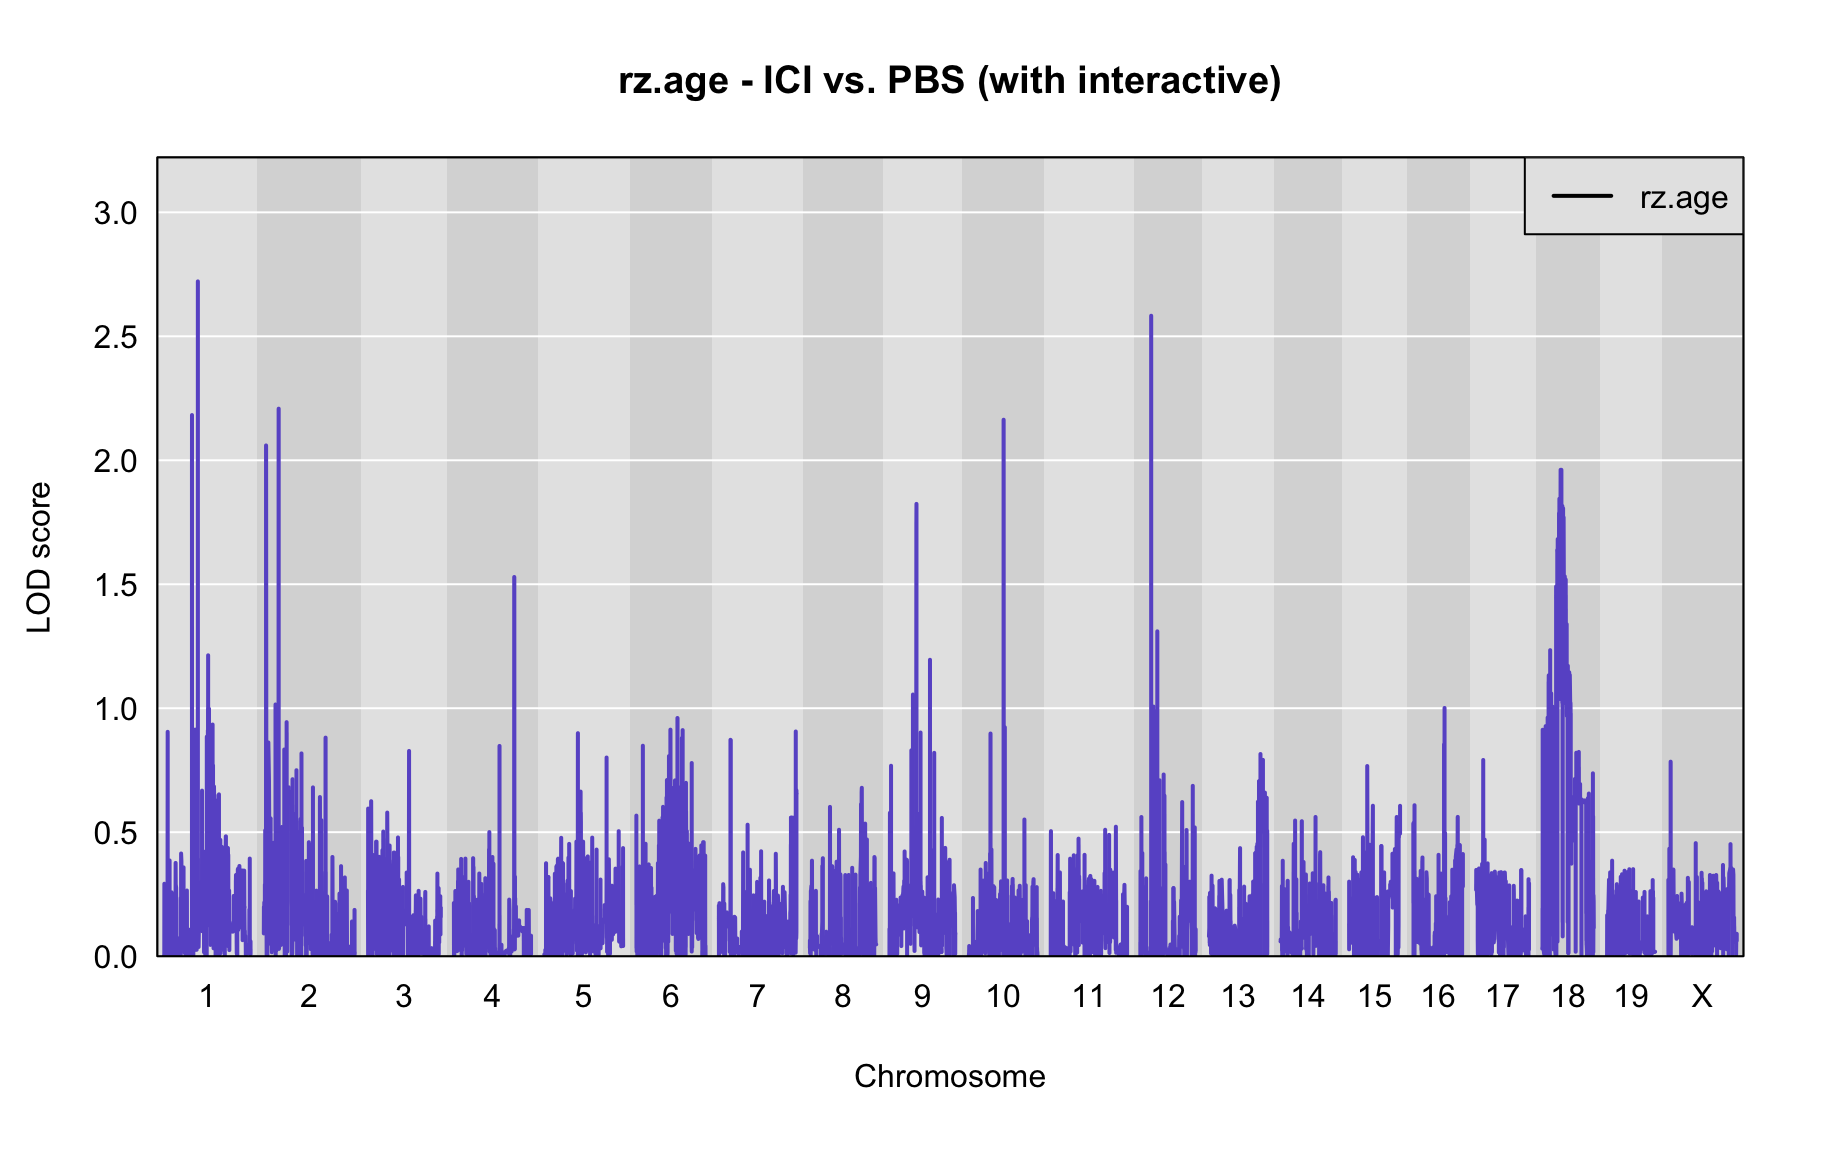 rz.age - ICI vs. PBS (with interactive)
rz.age
3.0
2.5
2.0
1.5
1.0
0.5
0.0
LOD score
1 2 3 4 5 6 7 8 9 10 11 12 13 14 15 16 17 18 19 X
Chromosome